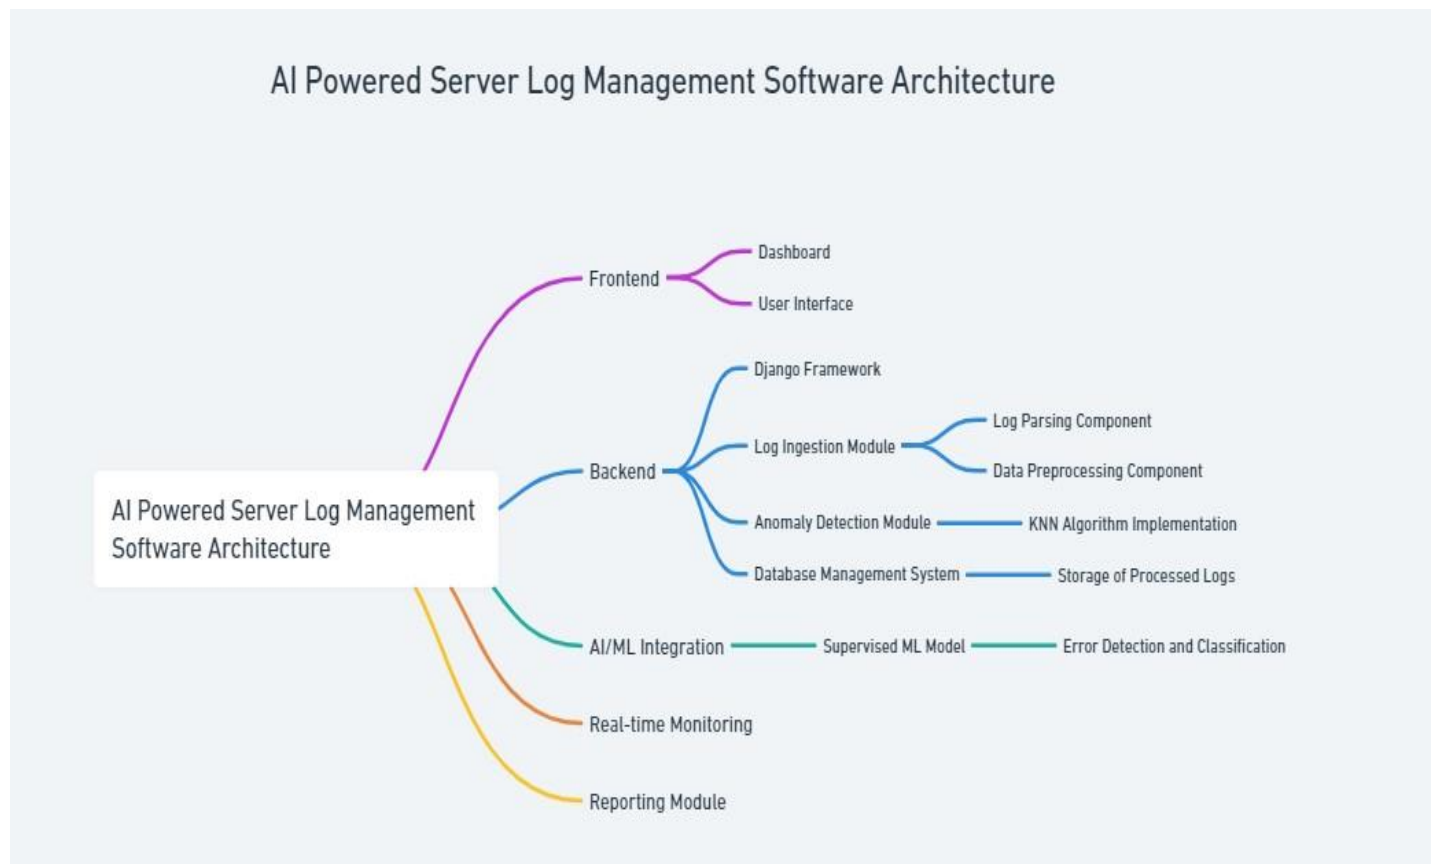 AI Powered Server Log Management Software Architecture
AI Powered Server Log Management
Software Architecture
Frontend
Dashboard
User Interface
Backend
Django Framework
Log Ingestion Module
Log Parsing Component
Data Preprocessing Component
Anomaly Detection Module
KNN Algorithm Implementation
Database Management System
Storage of Processed Logs
AI/ML Integration
Supervised ML Model
Error Detection and Classification
Real-time Monitoring
Reporting Module